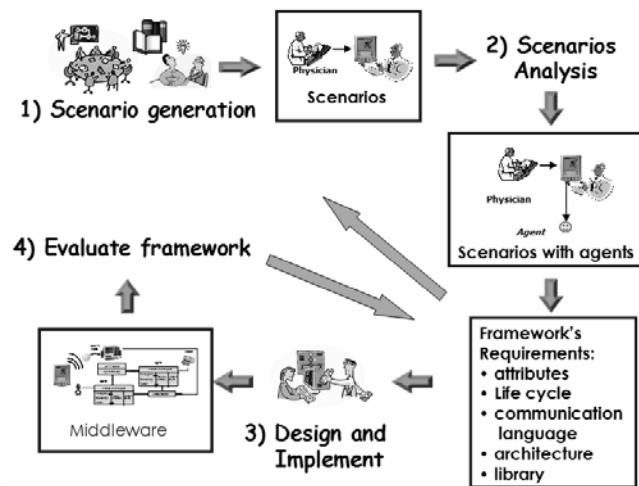 1) Scenario generation
Physician
Scenarios
2) Scenarios
Analysis
Physician
Agent
Scenarios with agents
Framework's
Requirements:
• attributes
• Life cycle
• communication
language
• architecture
• library
3) Design and
Implement
Middleware
4) Evaluate framework